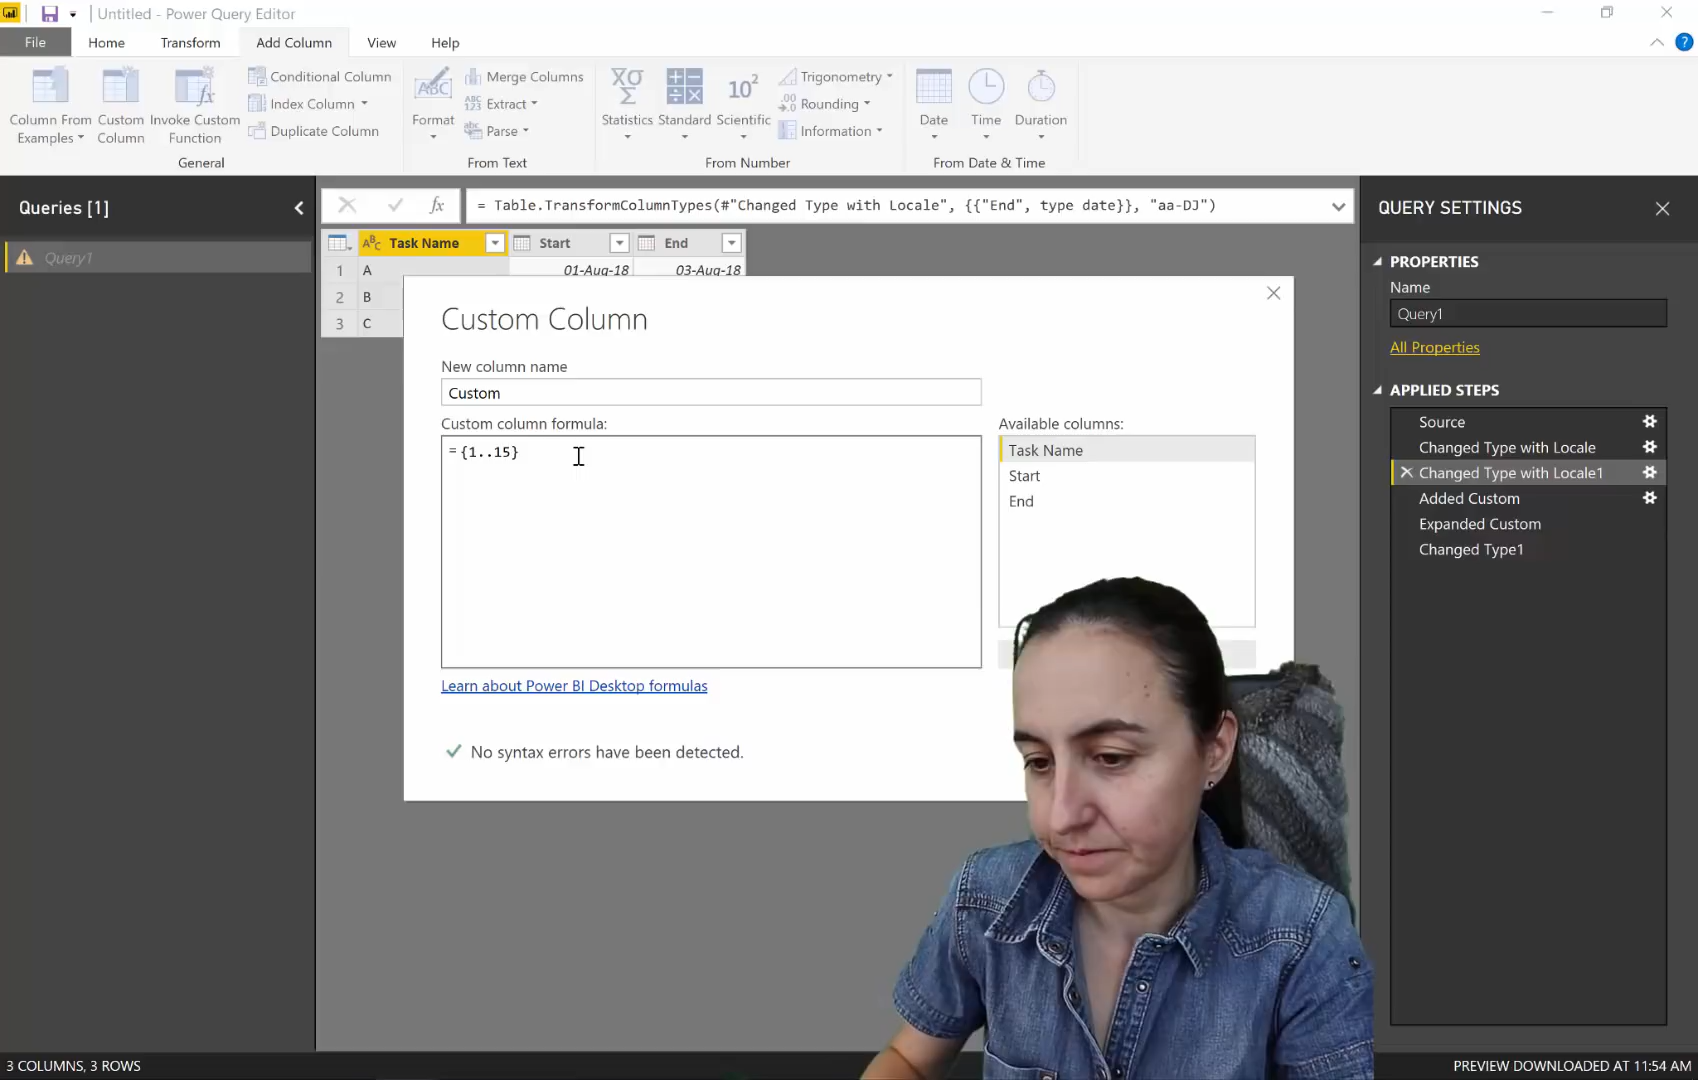 Untitled - Power Query Editor
File Home Transform Add Column View Help
Column From Examples
Custom Column
Invoke Custom Function
Conditional Column
Index Column
Duplicate Column
General
Format
Merge Columns
Extract
Parse
From Text
Statistics
Standard
Scientific
Trigonometry
Rounding
Information
From Number
Date
Time
Duration
From Date & Time
Queries [1]
Query1
= Table.TransformColumnTypes(#"Changed Type with Locale", {{"End", type date}}, "aa-DJ")
Task Name Start End
1 A 01-Aug-18 03-Aug-18
2 B
3 C
Custom Column
New column name
Custom
Custom column formula:
= {1..15}
Available columns:
Task Name
Start
End
Learn about Power BI Desktop formulas
No syntax errors have been detected.
QUERY SETTINGS
PROPERTIES
Name
Query1
All Properties
APPLIED STEPS
Source
Changed Type with Locale
Changed Type with Locale1
Added Custom
Expanded Custom
Changed Type1
3 COLUMNS, 3 ROWS
PREVIEW DOWNLOADED AT 11:54 AM